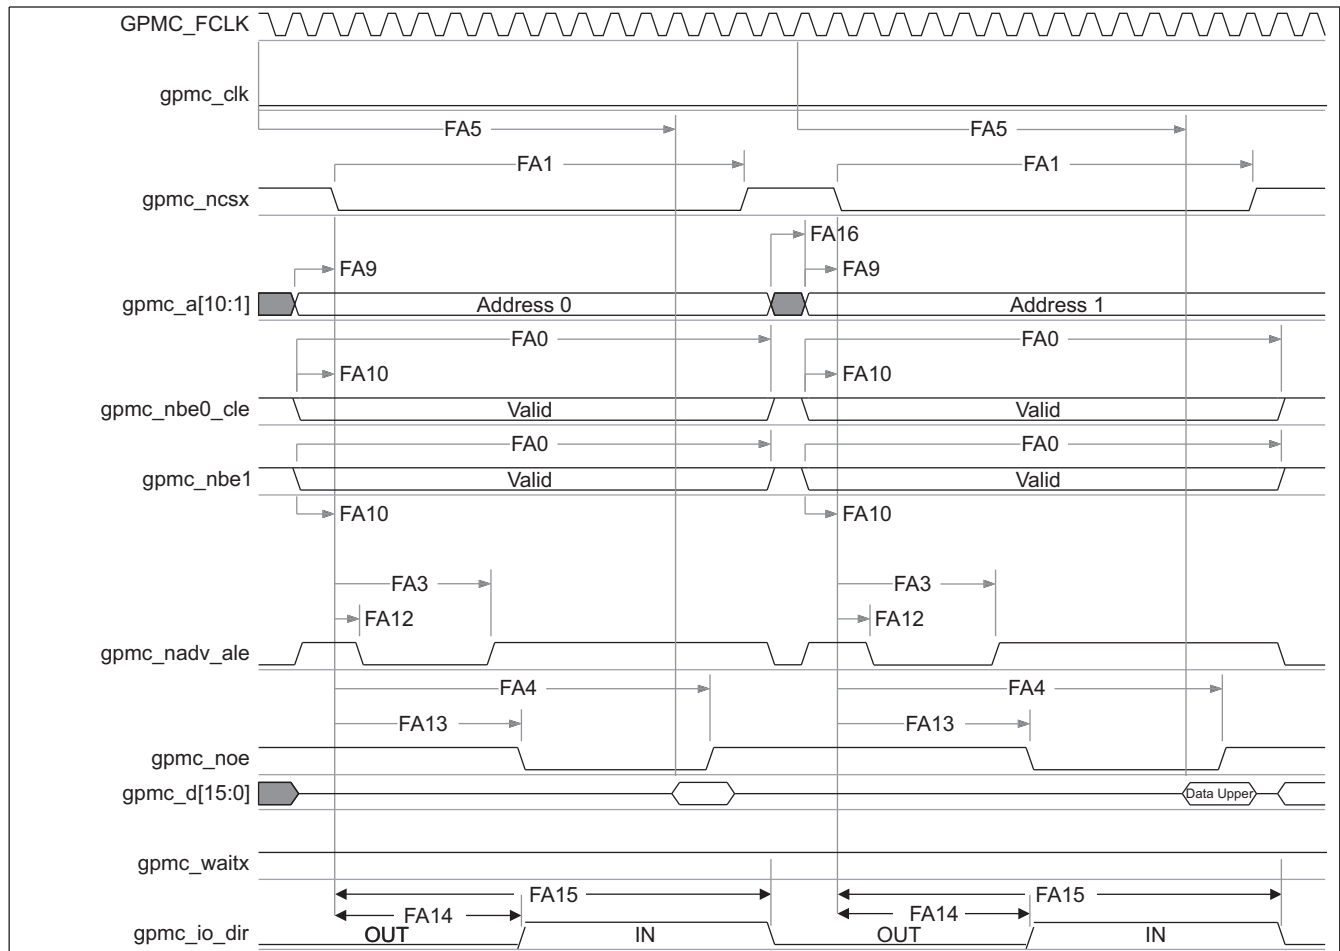 GPMC_FCLK
gpmc_clk
FA5 FA5
FA1 FA1
gpmc_ncsx
FA16
FA9 FA9
gpmc_a[10:1] Address 0 Address 1
FA0 FA0
FA10 FA10
gpmc_nbe0_cle Valid Valid
FA0 FA0
gpmc_nbe1 Valid Valid
FA10 FA10
FA3 FA3
FA12 FA12
gpmc_nadv_ale
FA4 FA4
FA13 FA13
gpmc_noe
gpmc_d[15:0] Data Upper
gpmc_waitx
FA15 FA15
FA14 FA14
gpmc_io_dir OUT IN OUT IN